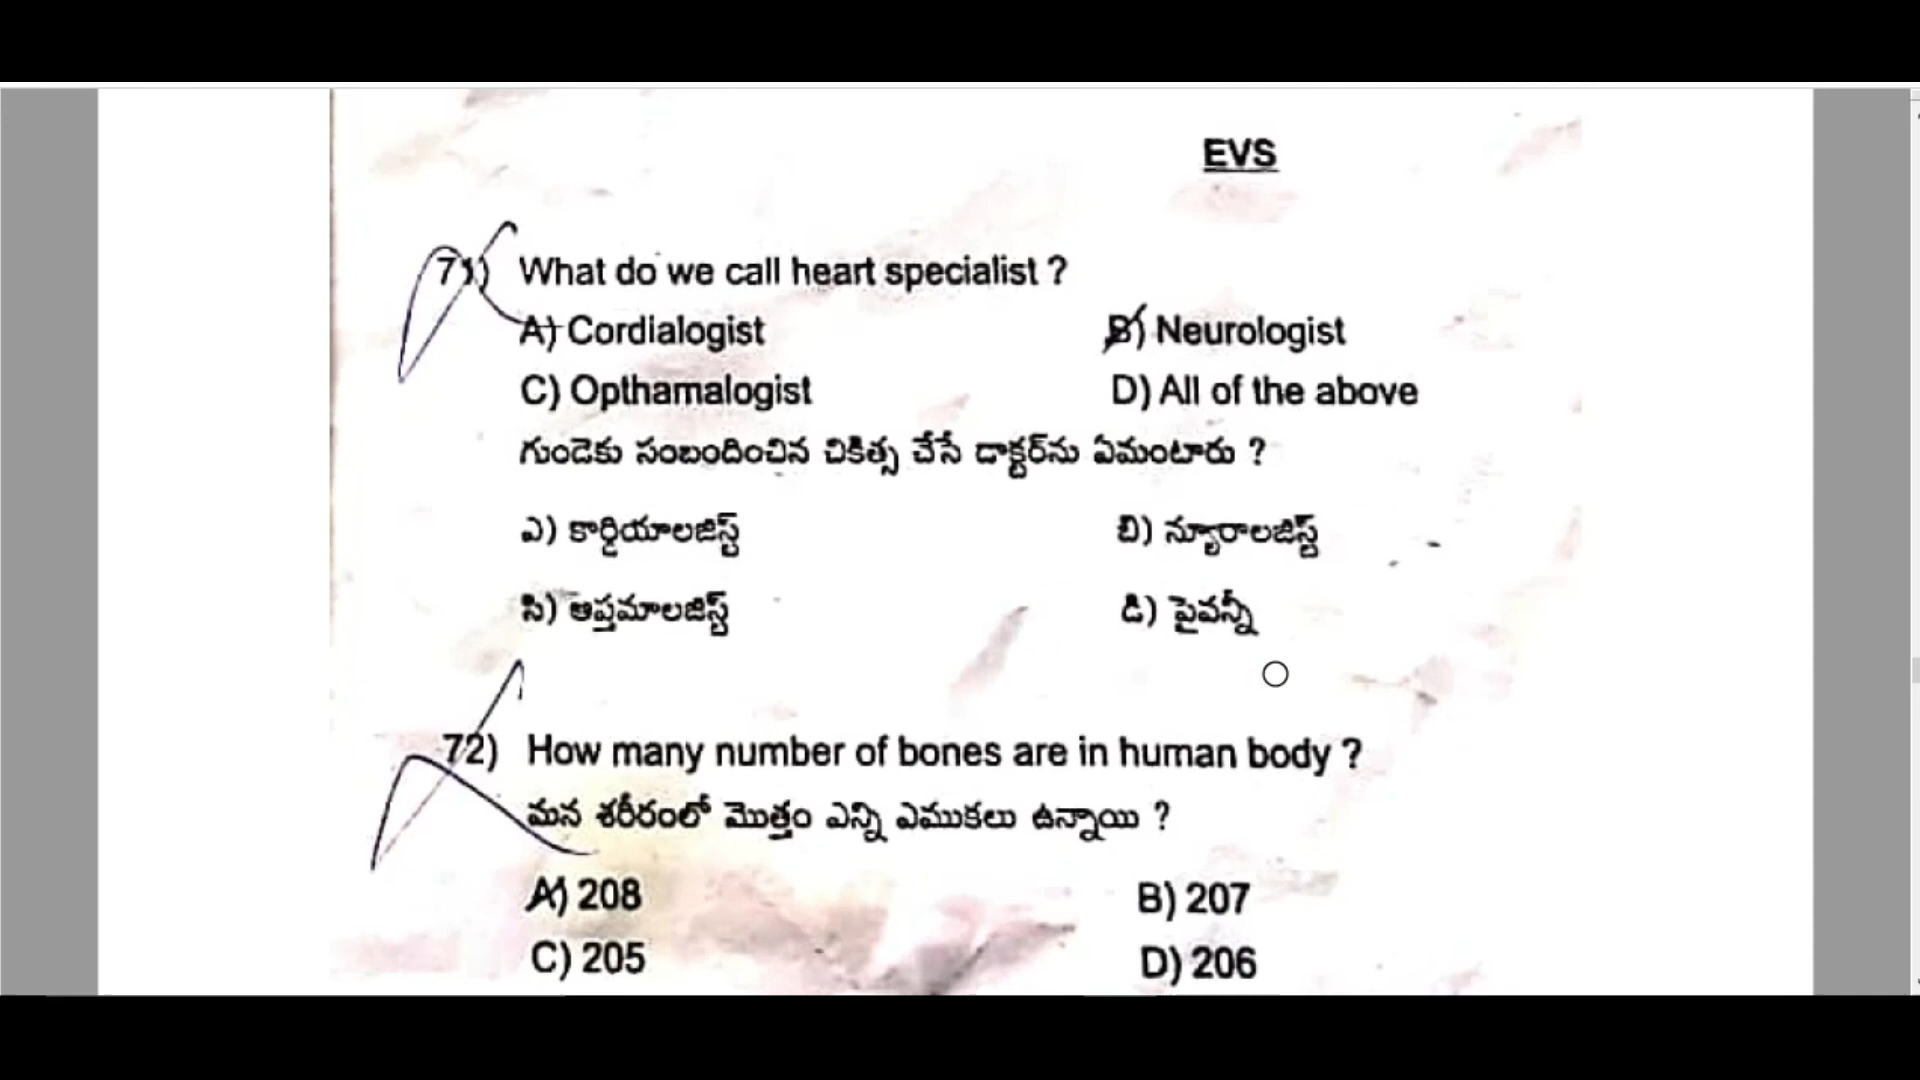 EVS
71) What do we call heart specialist ?
A) Cordialogist B) Neurologist
C) Opthamalogist D) All of the above
గుండెకు సంబందించిన చికిత్స చేసే డాక్టర్‌ను ఏమంటారు ?
ఎ) కార్డియాలజిస్ట్ బి) న్యూరాలజిస్ట్
సి) ఆప్తమాలజిస్ట్ డి) పైవన్నీ
72) How many number of bones are in human body ?
మన శరీరంలో మొత్తం ఎన్ని ఎముకలు ఉన్నాయి ?
A) 208 B) 207
C) 205 D) 206